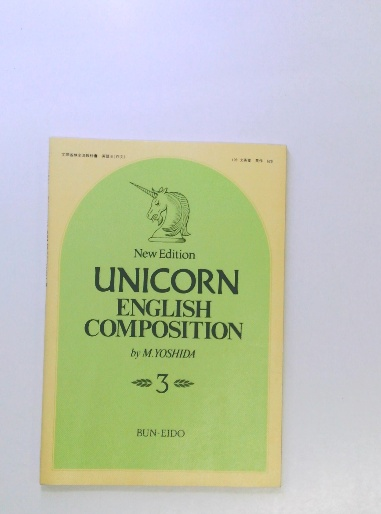 New Edition
UNICORN
ENGLISH
COMPOSITION
by M.YOSHIDA
3
BUN-EIDO